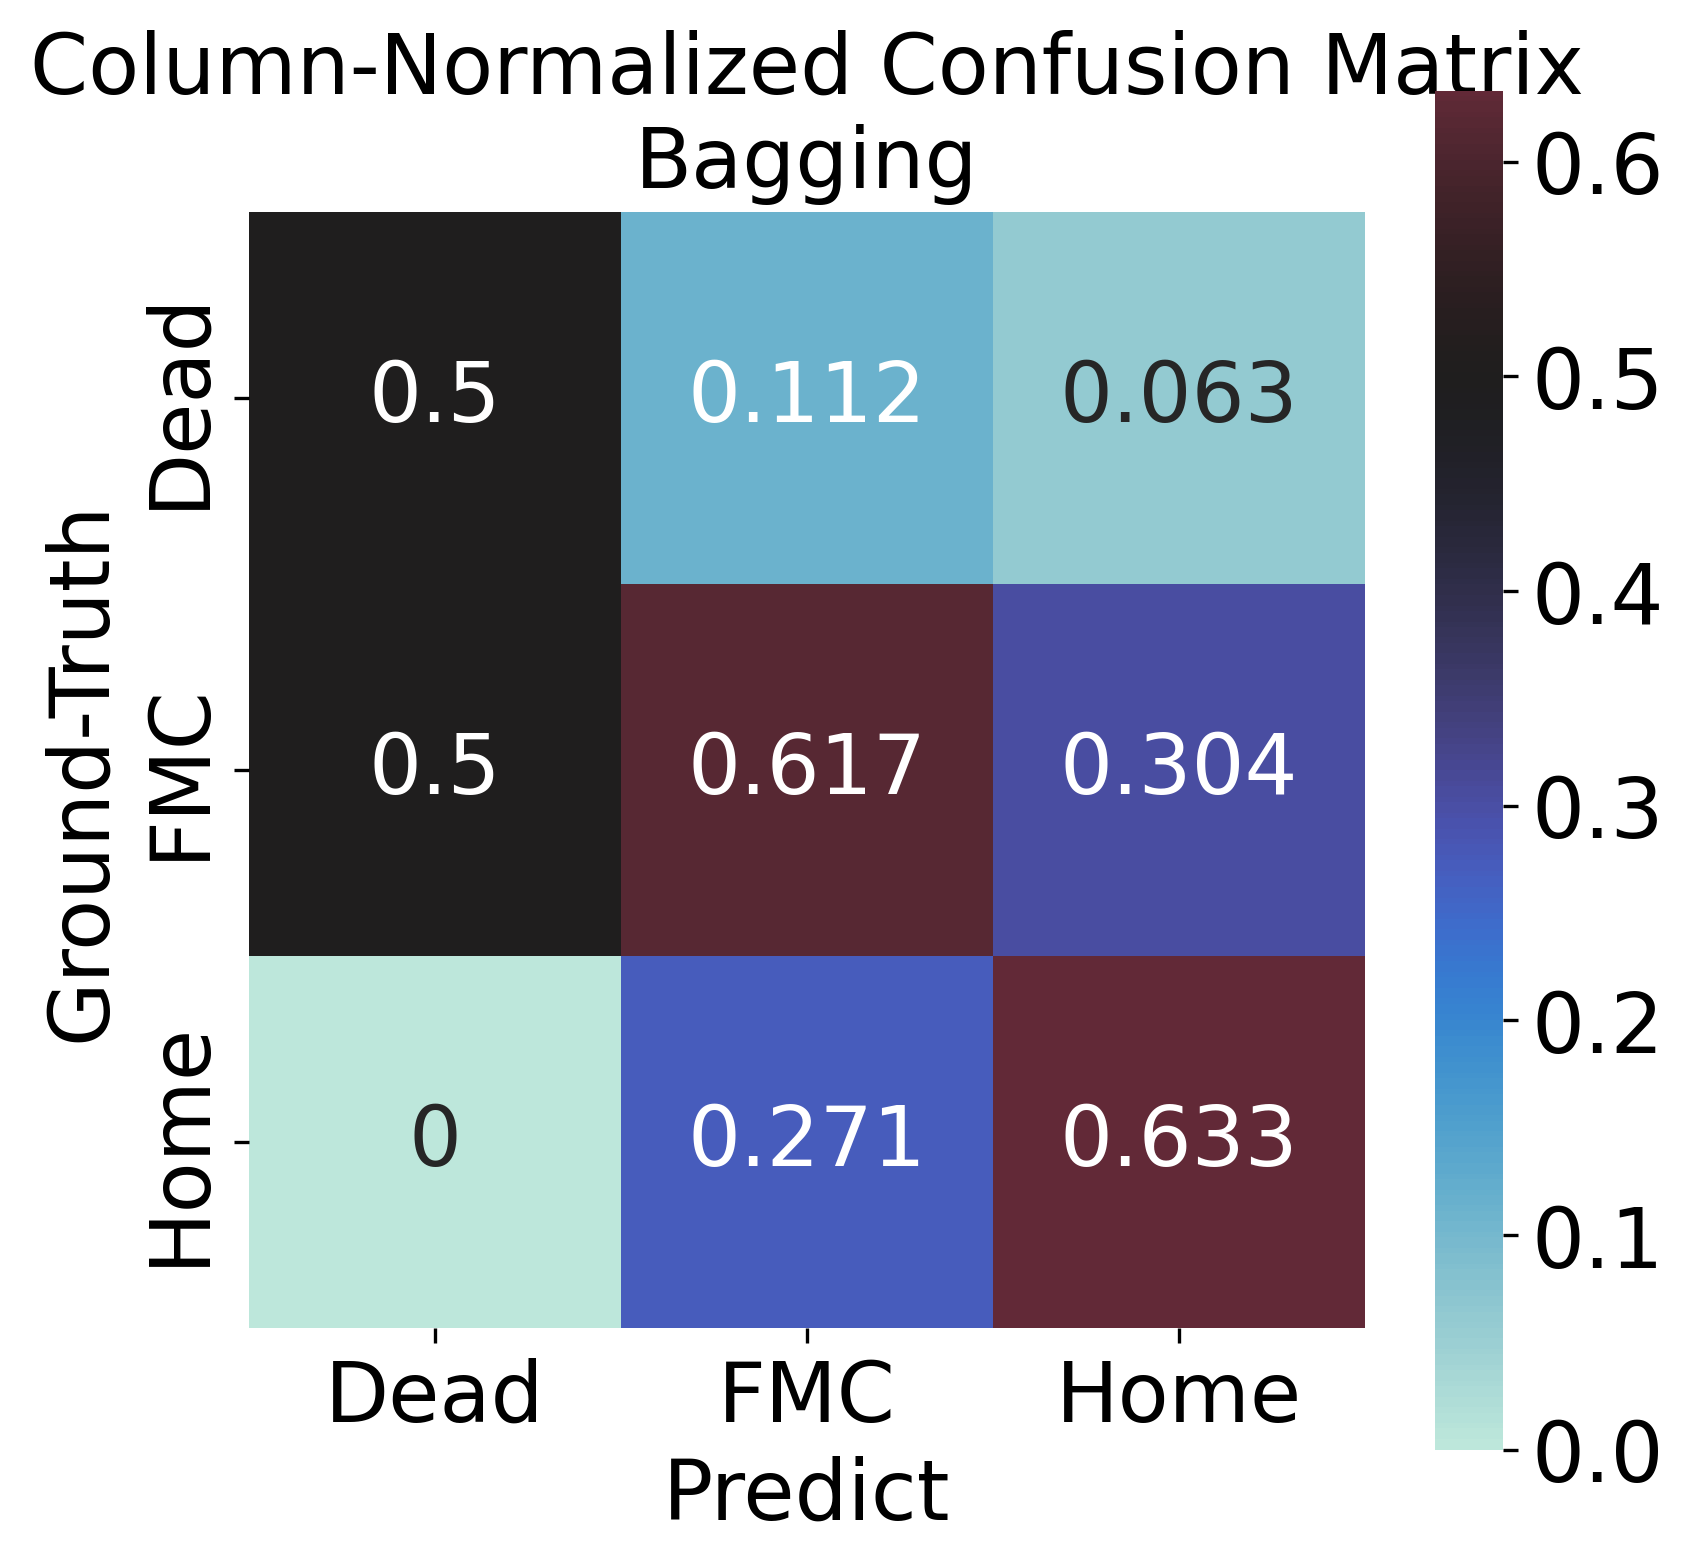 Column-Normalized Confusion Matrix
Bagging
Ground-Truth
Dead
0.5 0.112 0.063
FMC
0.5 0.617 0.304
Home
0 0.271 0.633
Dead FMC Home
Predict
0.6
0.5
0.4
0.3
0.2
0.1
0.0